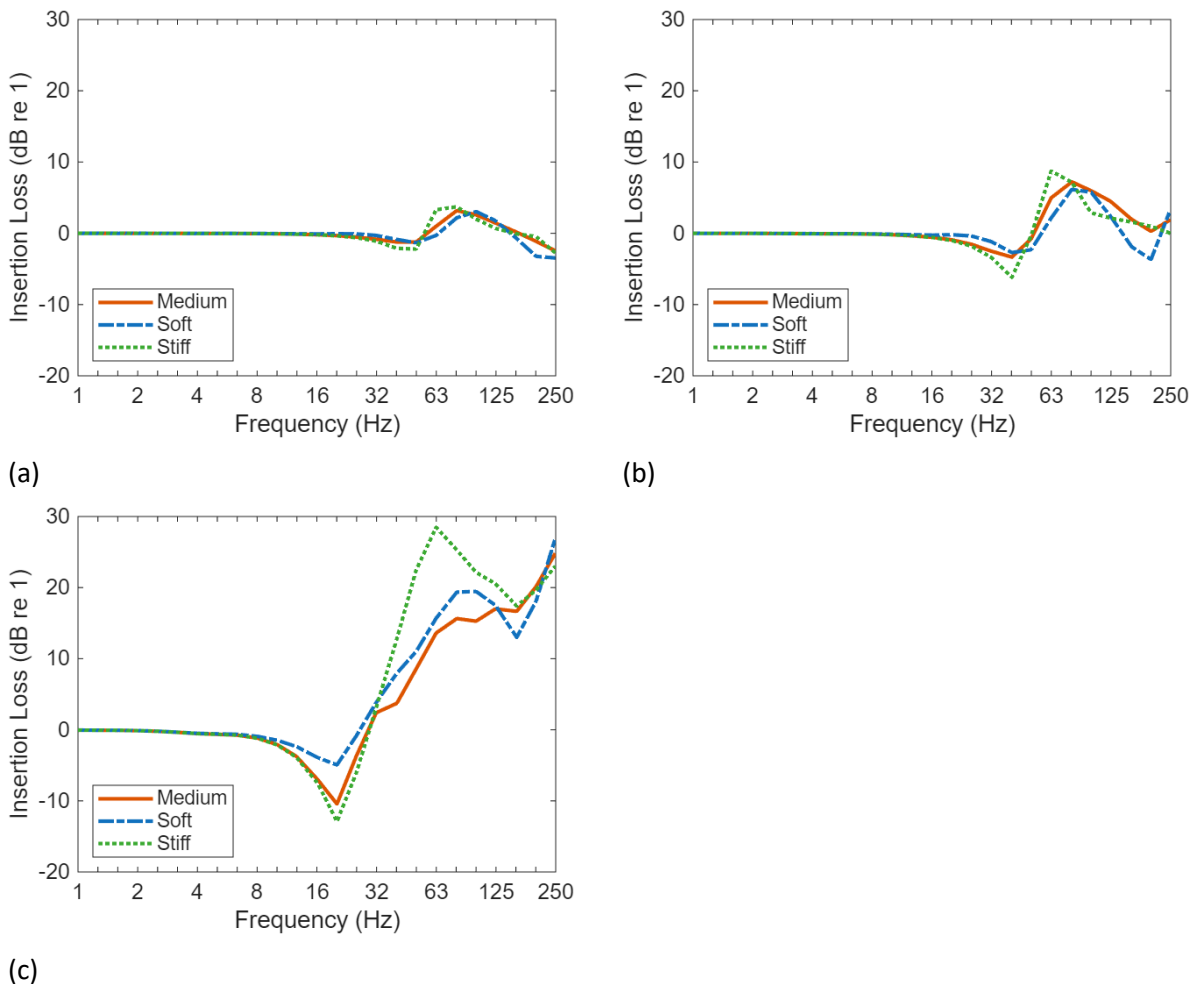 30
20
10
0
-10
-20
Insertion Loss (dB re 1)
Medium
Soft
Stiff
1 2 4 8 16 32 63 125 250
Frequency (Hz)
(a)
30
20
10
0
-10
-20
Insertion Loss (dB re 1)
Medium
Soft
Stiff
1 2 4 8 16 32 63 125 250
Frequency (Hz)
(b)
30
20
10
0
-10
-20
Insertion Loss (dB re 1)
Medium
Soft
Stiff
1 2 4 8 16 32 63 125 250
Frequency (Hz)
(c)